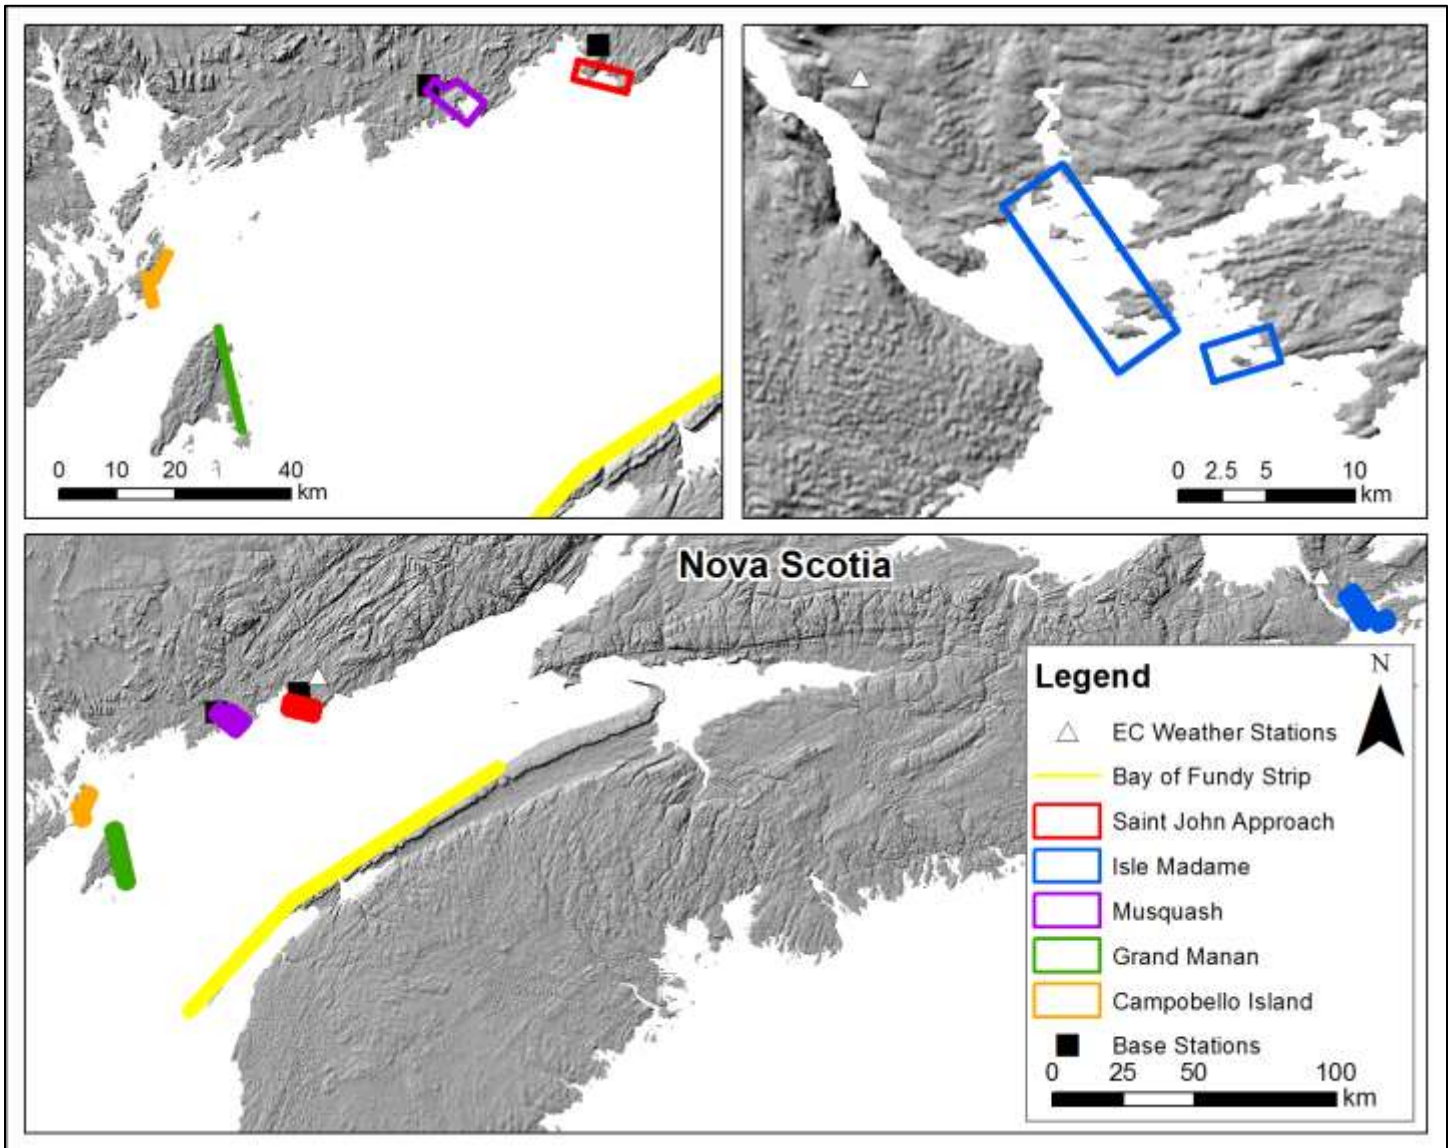 0 10 20 40
km
0 2.5 5 10
km
Nova Scotia
Legend
N
EC Weather Stations
Bay of Fundy Strip
Saint John Approach
Isle Madame
Musquash
Grand Manan
Campobello Island
Base Stations
0 25 50 100
km